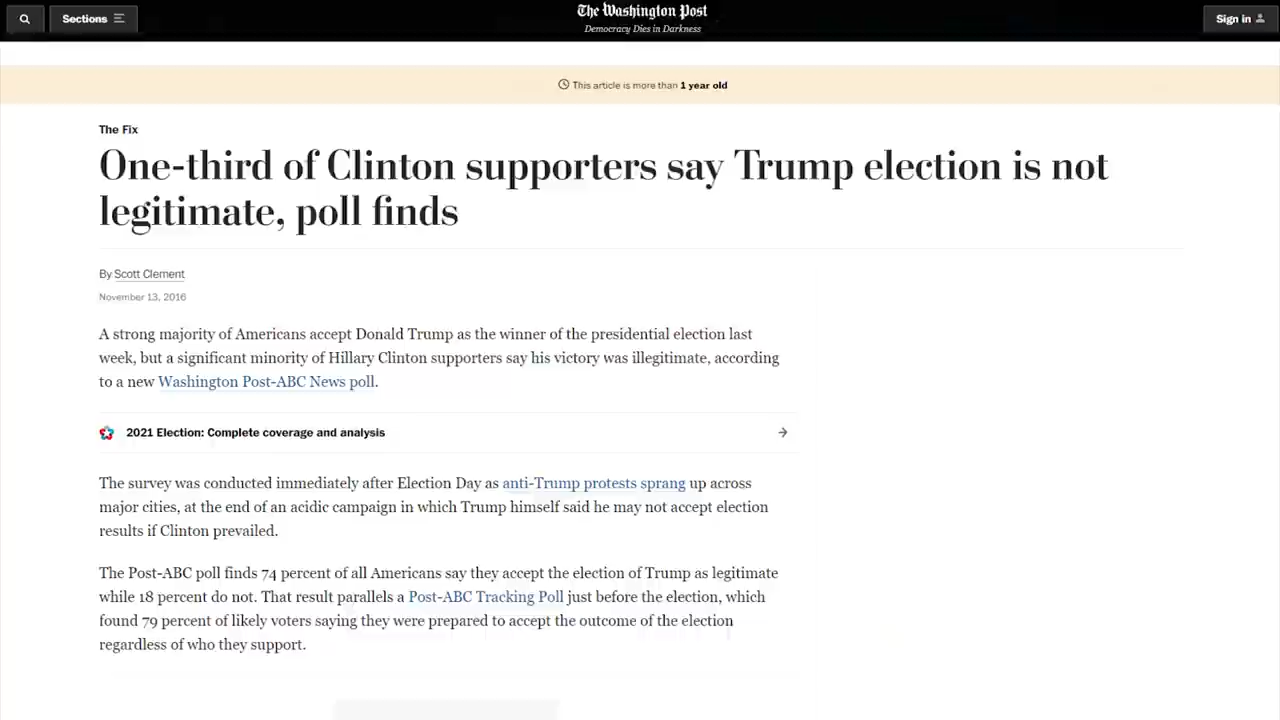 Sections
The Washington Post
Democracy Dies in Darkness
Sign in
This article is more than 1 year old
The Fix
One-third of Clinton supporters say Trump election is not
legitimate, poll finds
By Scott Clement
November 13, 2016
A strong majority of Americans accept Donald Trump as the winner of the presidential election last
week, but a significant minority of Hillary Clinton supporters say his victory was illegitimate, according
to a new Washington Post-ABC News poll.
2021 Election: Complete coverage and analysis
The survey was conducted immediately after Election Day as anti-Trump protests sprang up across
major cities, at the end of an acidic campaign in which Trump himself said he may not accept election
results if Clinton prevailed.
The Post-ABC poll finds 74 percent of all Americans say they accept the election of Trump as legitimate
while 18 percent do not. That result parallels a Post-ABC Tracking Poll just before the election, which
found 79 percent of likely voters saying they were prepared to accept the outcome of the election
regardless of who they support.